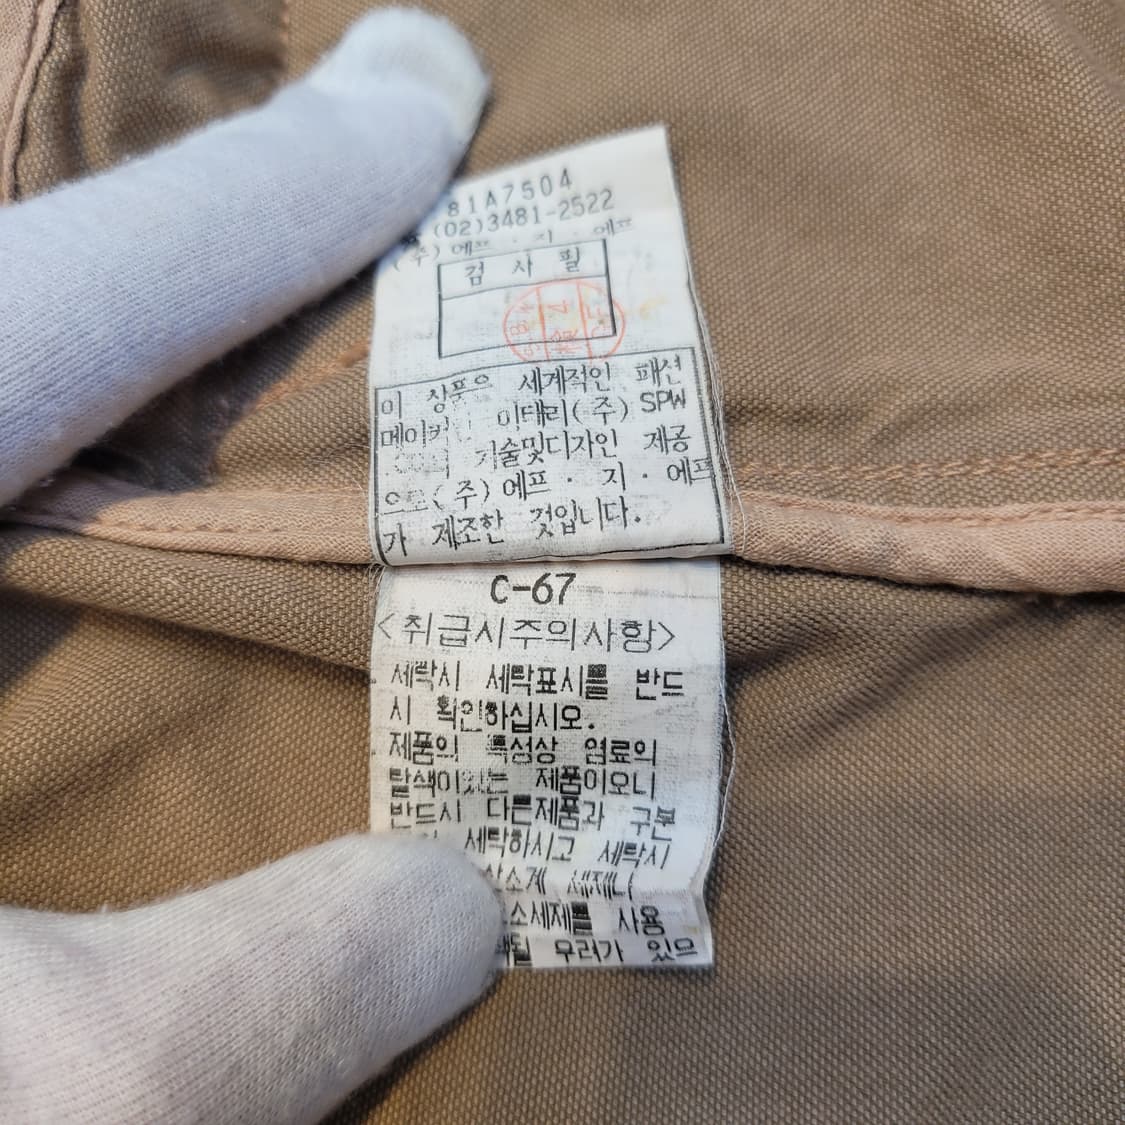 81A7504
(02)3481-2522
(주) 에프 · 지 · 에프
검 사 필
이 상품은 세계적인 패션
메이커인 이태리(주) SPW
기술및디자인 제공
으로(주) 에프 · 지 · 에프
가 제조한 것입니다.
C-67
<취급시주의사항>
세탁시 세탁표시를 반드
시 확인하십시오.
제품의 특성상 염료의
탈색이있는 제품이오니
반드시 다른제품과 구분
세탁하시고 세탁시
산소계 세제나
소세제를 사용
우려가 있으